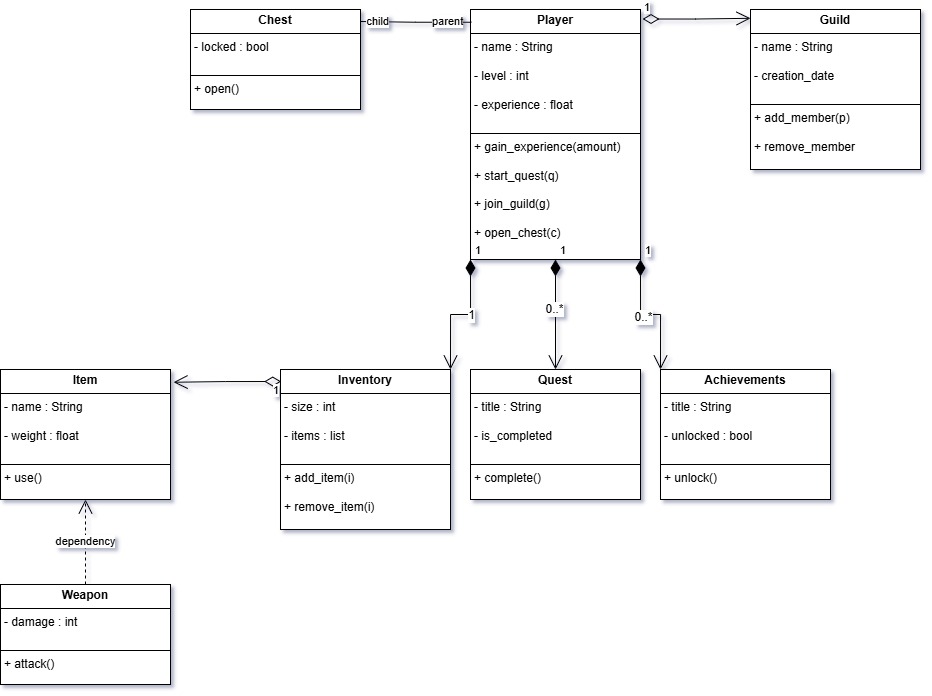 Chest
- locked : bool
+ open()
child
parent
Player
- name : String
- level : int
- experience : float
+ gain_experience(amount)
+ start_quest(q)
+ join_guild(g)
+ open_chest(c)
1
1
1
1
Guild
- name : String
- creation_date
+ add_member(p)
+ remove_member
1
0..*
0..*
Item
- name : String
- weight : float
+ use()
1
Inventory
- size : int
- items : list
+ add_item(i)
+ remove_item(i)
Quest
- title : String
- is_completed
+ complete()
Achievements
- title : String
- unlocked : bool
+ unlock()
dependency
Weapon
- damage : int
+ attack()